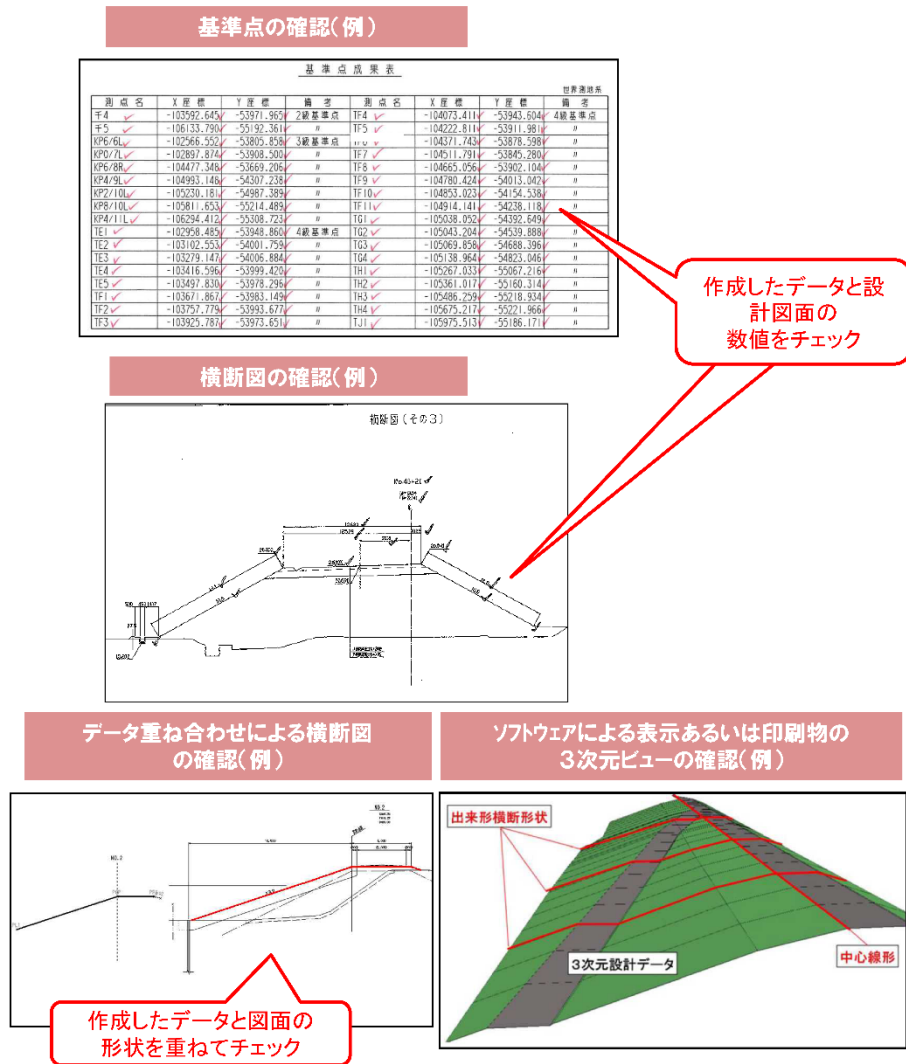 基準点の確認(例)
基準点成果表
世界測地系
測点名 X座標 Y座標 備考 測点名 X座標 Y座標 備考
千4 -103592.645 -53971.965 2級基準点 TF4 -104073.411 -53943.604 4級基準点
千5 -106133.790 -55192.361 〃 TF5 -104222.811 -53911.981 〃
KP6/6L -102566.552 -53805.858 3級基準点 -104371.743 -53878.598 〃
KP0/7L -102897.874 -53908.500 〃 TF7 -104511.791 -53845.280 〃
KP6/8R -104477.348 -53669.206 〃 TF8 -104665.056 -53902.104 〃
KP4/9L -104993.148 -54307.238 〃 TF9 -104780.424 -54013.042 〃
KP2/10L -105230.181 -54987.389 〃 TF10 -104853.023 -54154.538 〃
KP8/10L -105811.653 -55214.489 〃 TF11 -104914.141 -54238.118 〃
KP4/11L -106294.412 -55308.723 〃 TG1 -105038.052 -54392.649 〃
TE1 -102958.485 -53948.860 4級基準点 TG2 -105043.204 -54539.888 〃
TE2 -103102.553 -54001.759 〃 TG3 -105069.858 -54688.396 〃
TE3 -103279.147 -54006.884 〃 TG4 -105138.964 -54823.046 〃
TE4 -103416.596 -53999.420 〃 TH1 -105267.033 -55067.216 〃
TE5 -103497.830 -53978.296 〃 TH2 -105361.017 -55160.314 〃
TF1 -103671.867 -53983.149 〃 TH3 -105486.259 -55218.934 〃
TF2 -103757.779 -53993.677 〃 TH4 -105675.217 -55221.966 〃
TF3 -103925.787 -53973.651 〃 TJ1 -105975.513 -55186.171 〃
作成したデータと設
計図面の
数値をチェック
横断図の確認(例)
横断図(その3)
データ重ね合わせによる横断図
の確認(例)
NO.2
NO.2
作成したデータと図面の
形状を重ねてチェック
ソフトウェアによる表示あるいは印刷物の
3次元ビューの確認(例)
出来形横断形状
3次元設計データ
中心線形